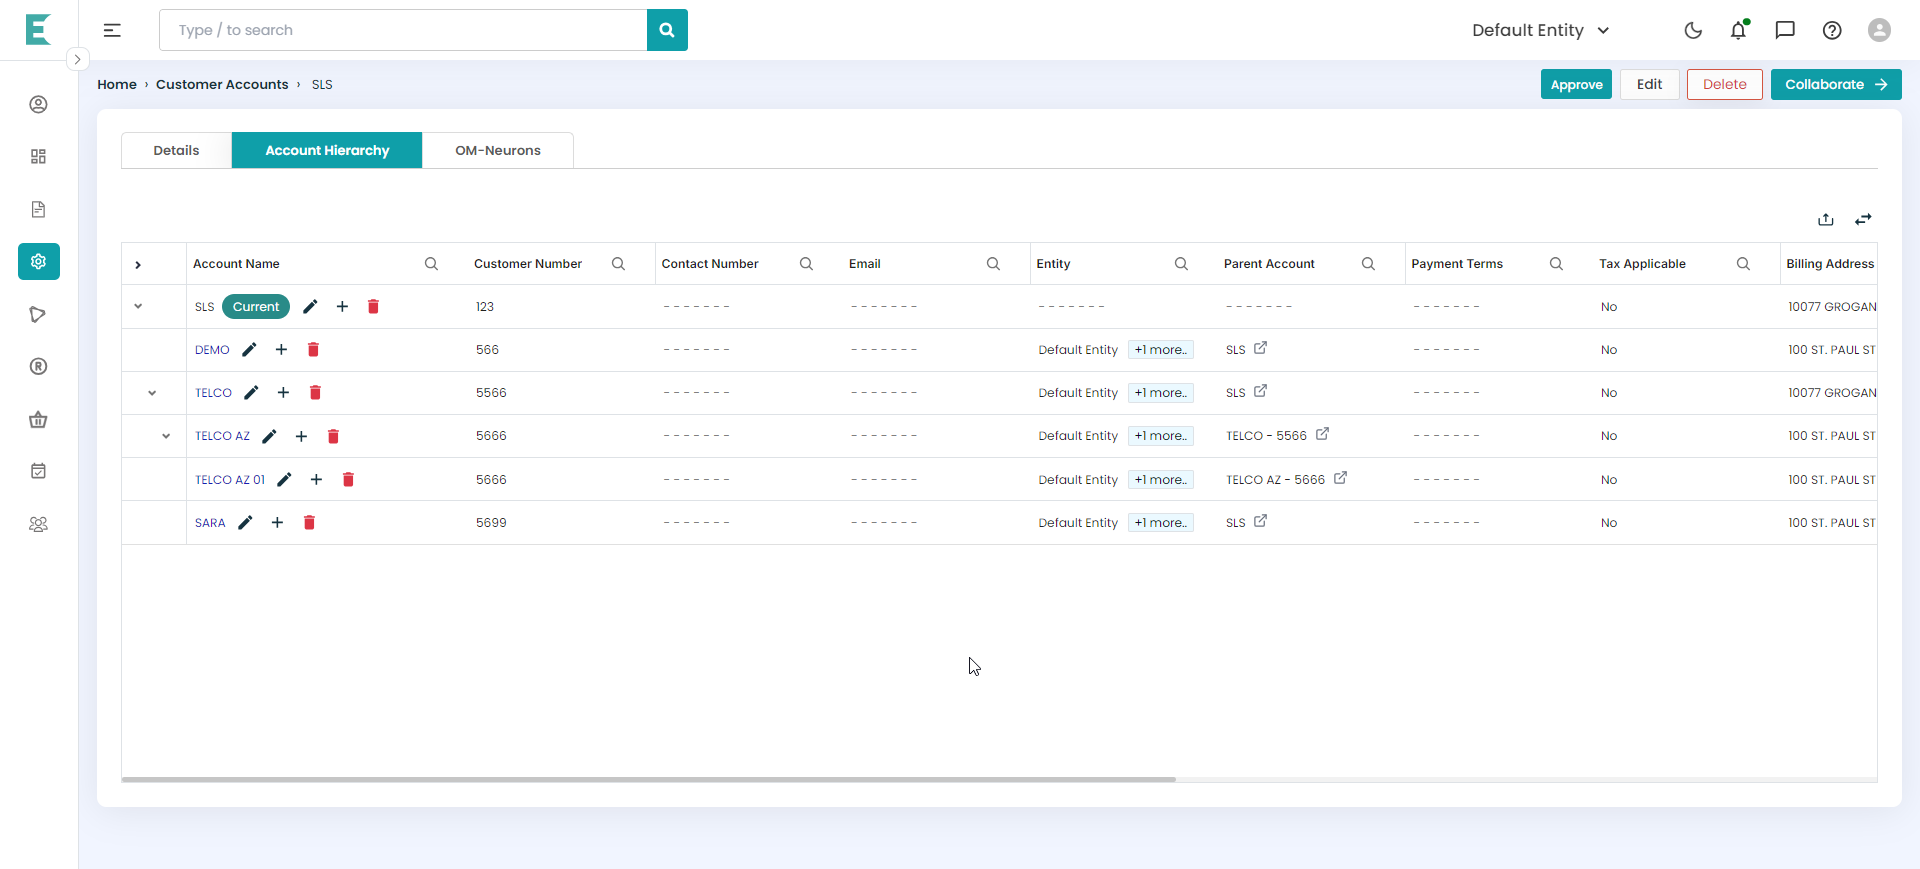 Type / to search
Default Entity
Home › Customer Accounts › SLS
Approve Edit Delete Collaborate
Details Account Hierarchy OM-Neurons
Account Name Customer Number Contact Number Email Entity Parent Account Payment Terms Tax Applicable Billing Address
SLS Current 123 ------- ------- ------- ------- ------- No 10077 GROGAN
DEMO 566 ------- ------- Default Entity +1 more.. SLS ------- No 100 ST. PAUL ST
TELCO 5566 ------- ------- Default Entity +1 more.. SLS ------- No 10077 GROGAN
TELCO AZ 5666 ------- ------- Default Entity +1 more.. TELCO - 5566 ------- No 100 ST. PAUL ST
TELCO AZ 01 5666 ------- ------- Default Entity +1 more.. TELCO AZ - 5666 ------- No 100 ST. PAUL ST
SARA 5699 ------- ------- Default Entity +1 more.. SLS ------- No 100 ST. PAUL ST